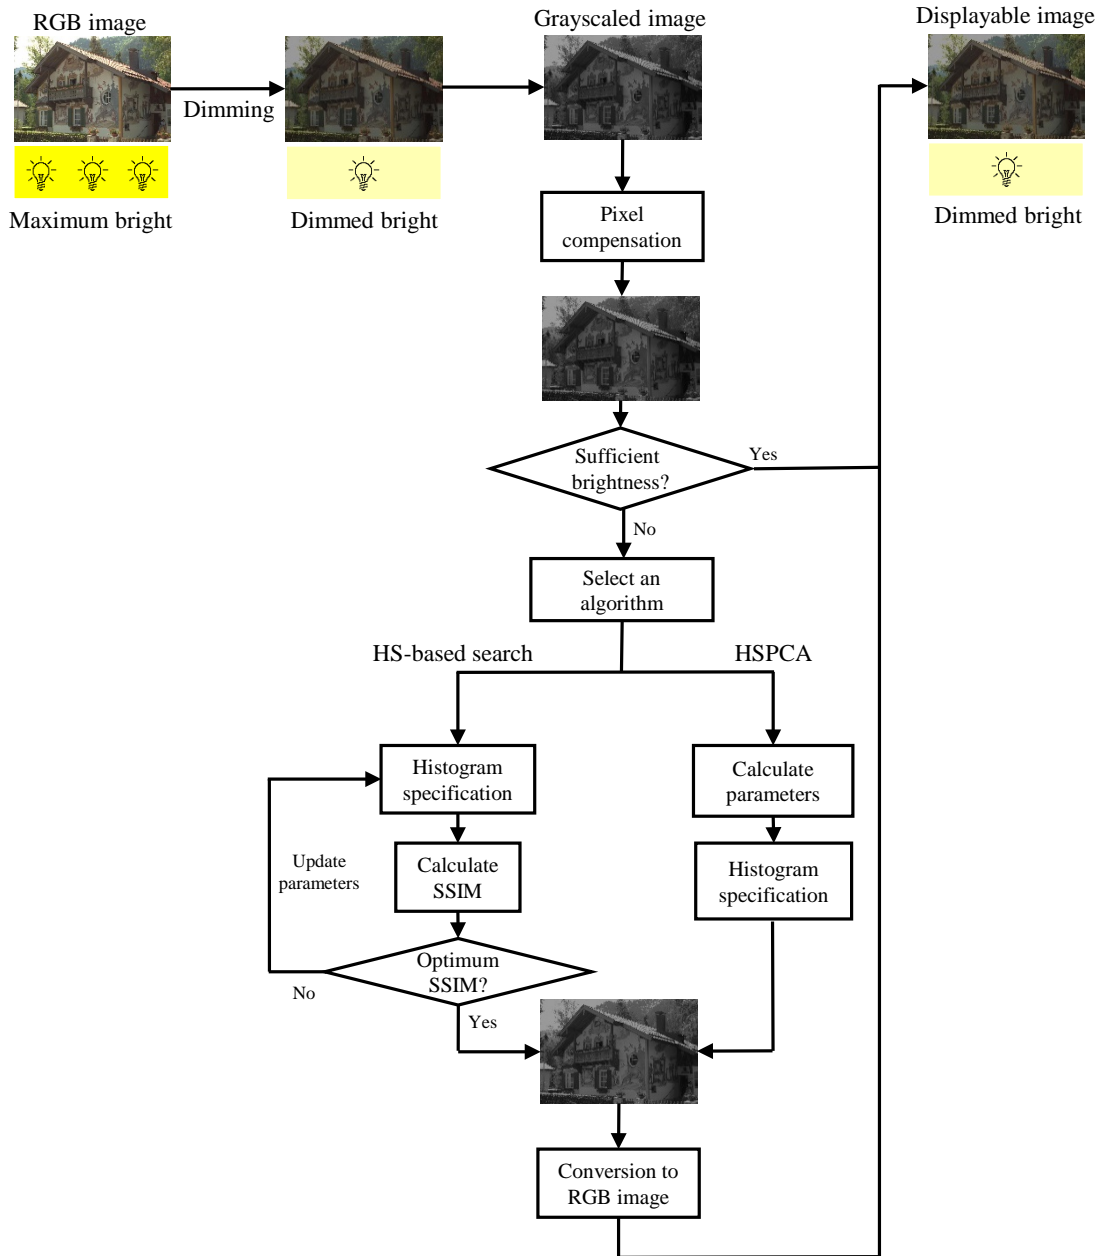 RGB image
Grayscaled image
Displayable image
Dimming
Maximum bright
Dimmed bright
Dimmed bright
Pixel
compensation
Sufficient
brightness?
Yes
No
Select an
algorithm
HS-based search
HSPCA
Histogram
specification
Calculate
parameters
Update
parameters
Calculate
SSIM
Histogram
specification
Optimum
SSIM?
No
Yes
Conversion to
RGB image